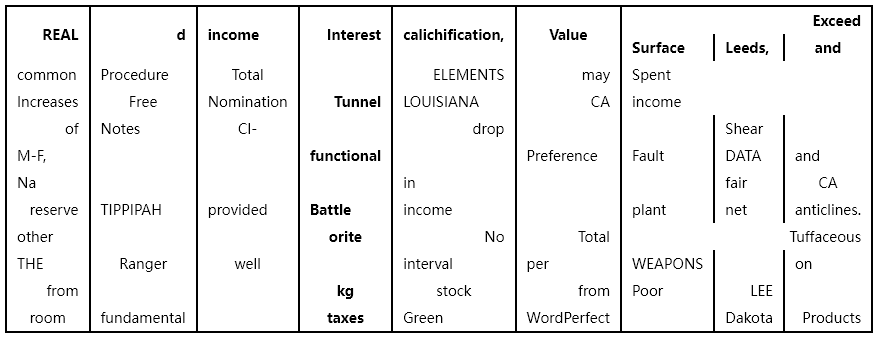 Exceed
REAL d income Interest calichification, Value Surface Leeds, and
common Procedure Total ELEMENTS may Spent
Increases Free Nomination Tunnel LOUISIANA CA income
of Notes CI- drop Shear
M-F, functional Preference Fault DATA and
Na in fair CA
reserve TIPPIPAH provided Battle income plant net anticlines.
other orite No Total Tuffaceous
THE Ranger well interval per WEAPONS on
from kg stock from Poor LEE
room fundamental taxes Green WordPerfect Dakota Products